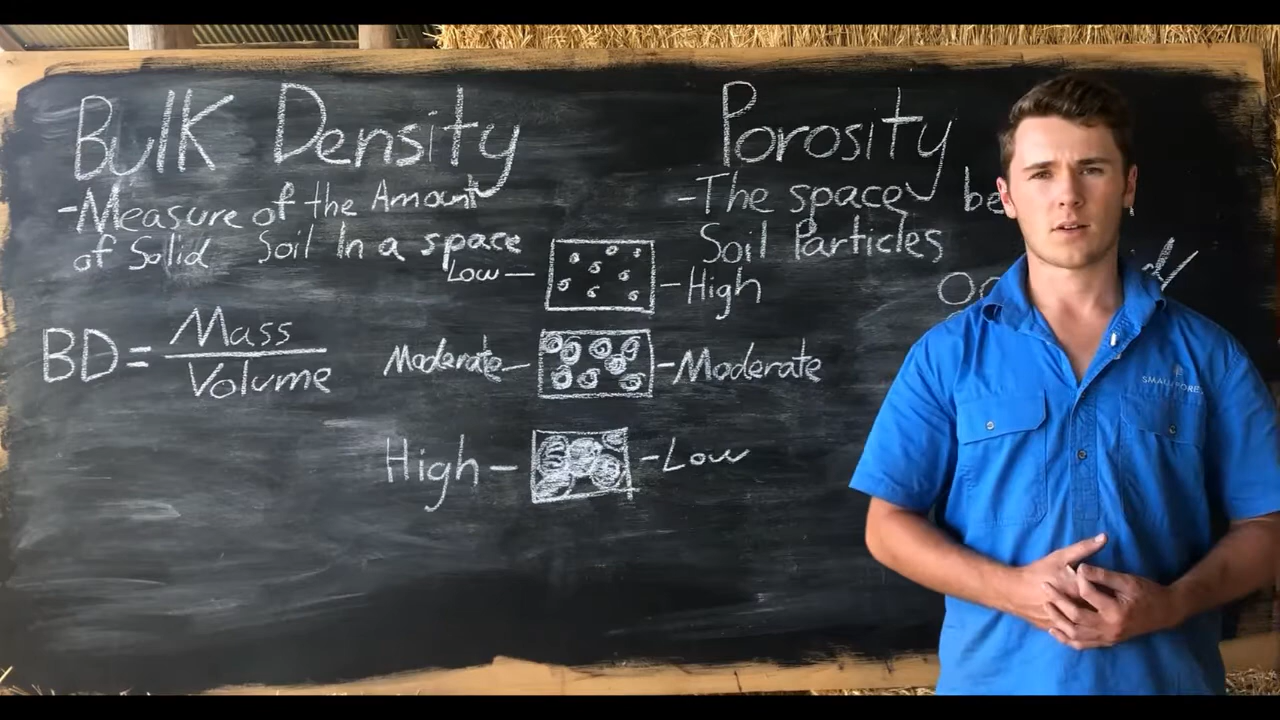 Bulk Density
-Measure of the Amount
of Solid Soil In a space
BD = Mass
Volume
Porosity
-The space
Soil Particles
Low-
-High
Moderate-
-Moderate
High-
-Low